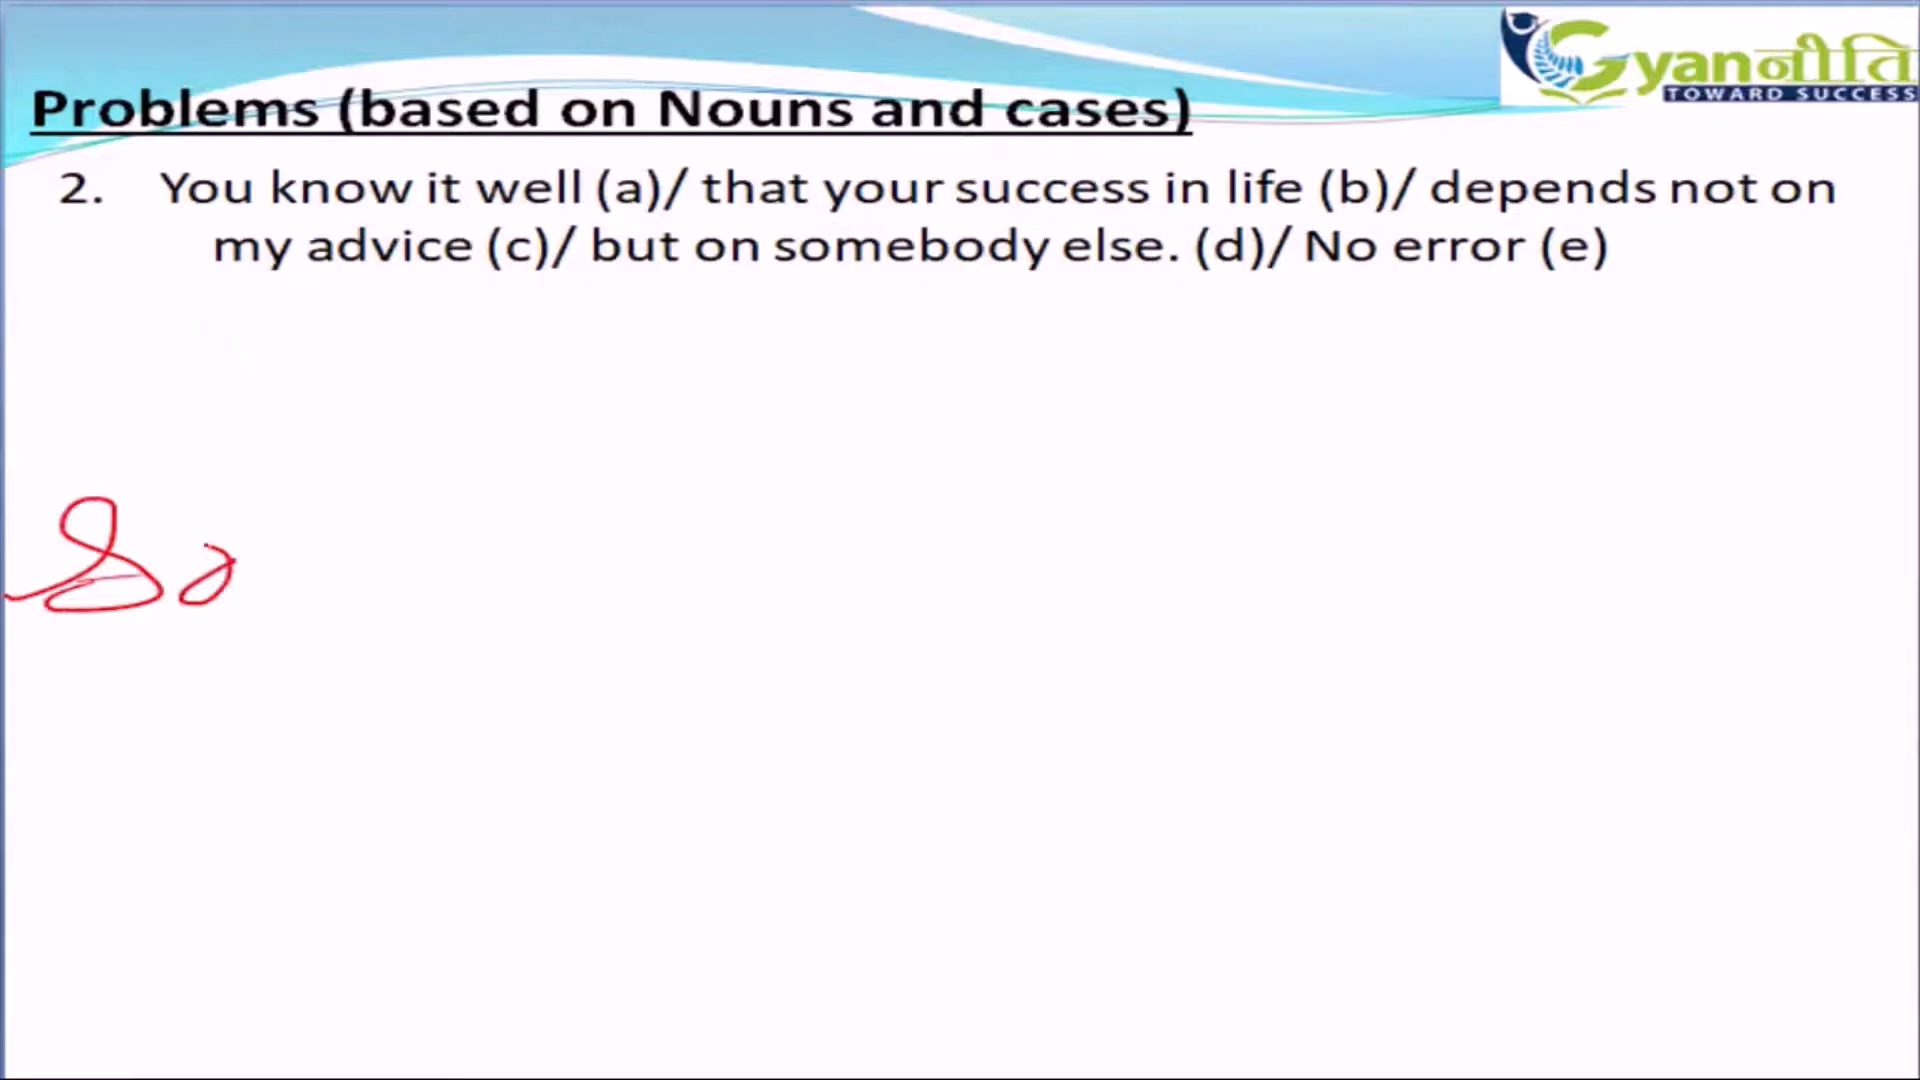 Gyanनीति
TOWARD SUCCESS
Problems (based on Nouns and cases)
2. You know it well (a)/ that your success in life (b)/ depends not on
my advice (c)/ but on somebody else. (d)/ No error (e)